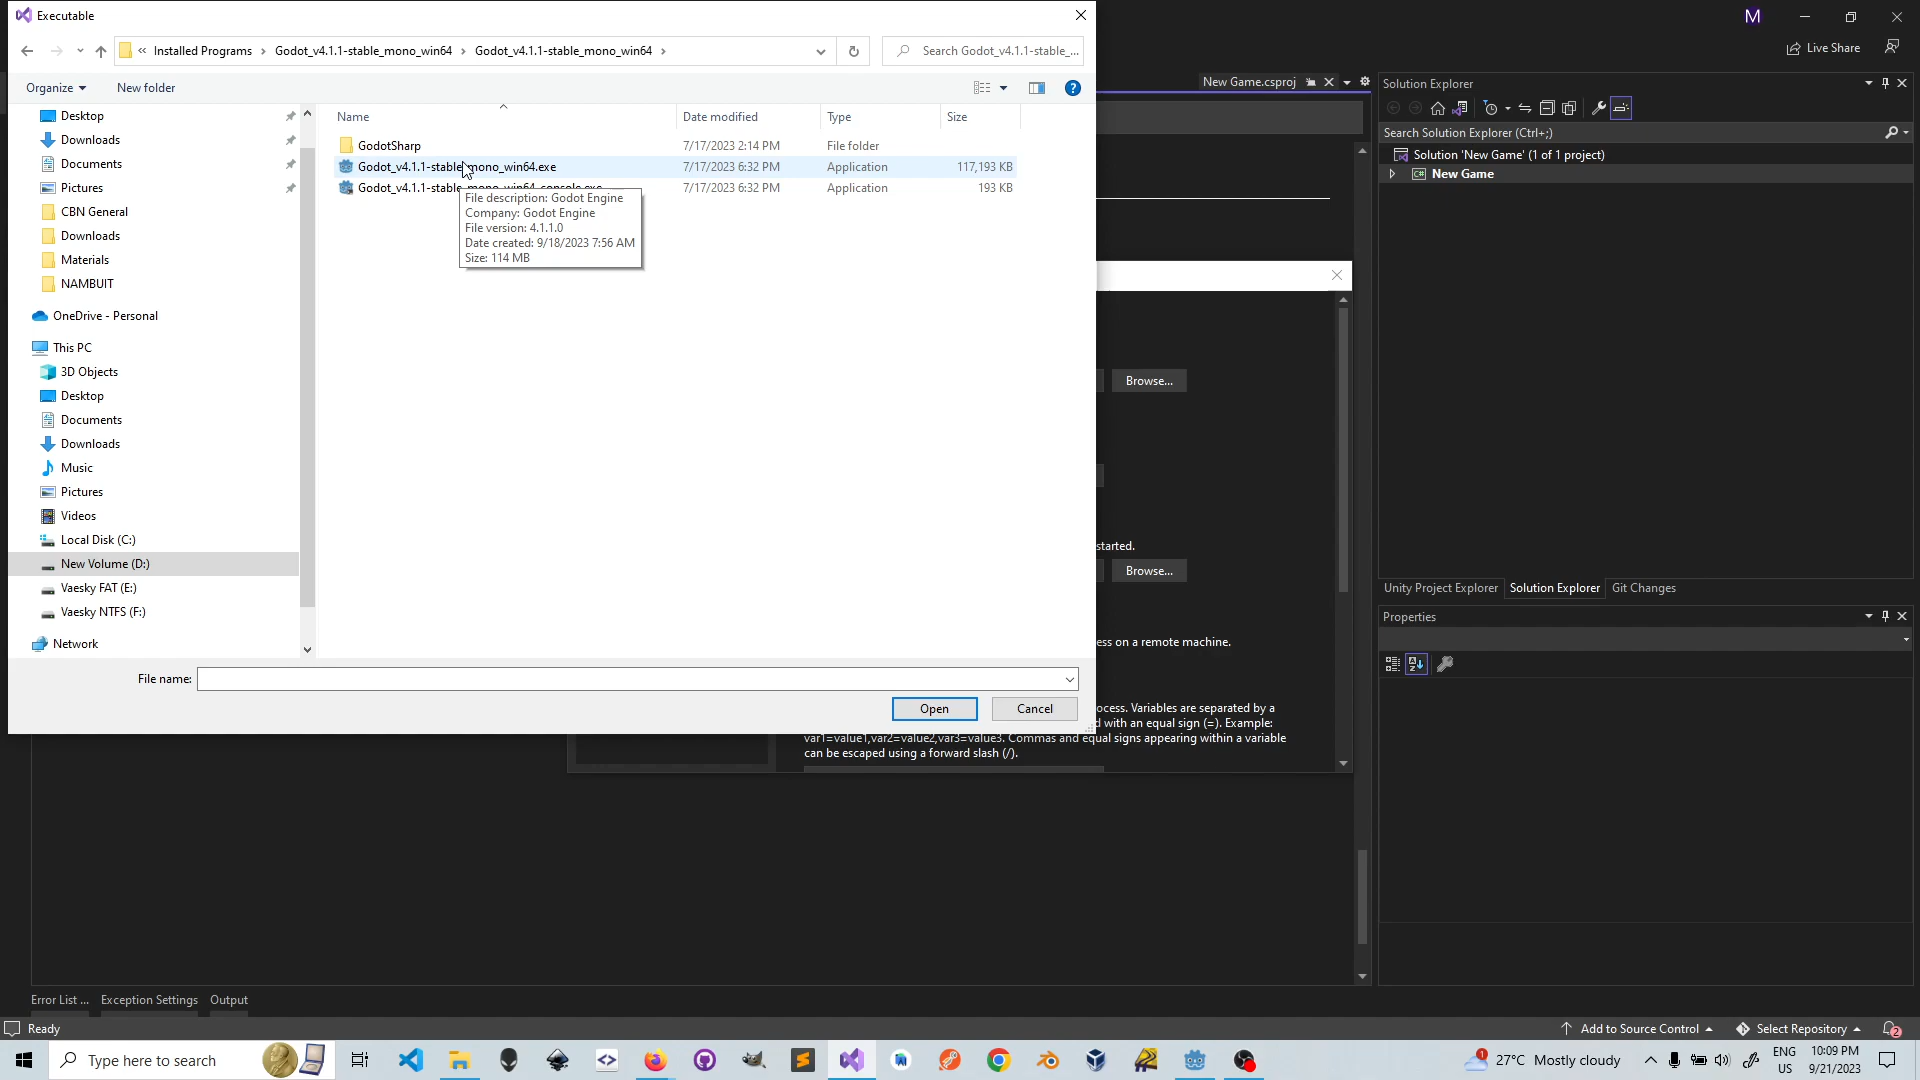 Executable
« Installed Programs > Godot_v4.1.1-stable_mono_win64 > Godot_v4.1.1-stable_mono_win64 >
Search Godot_v4.1.1-stable_...
Organize
New folder
Name
Date modified
Type
Size
GodotSharp
7/17/2023 2:14 PM
File folder
Godot_v4.1.1-stable_mono_win64.exe
7/17/2023 6:32 PM
Application
117,193 KB
Godot_v4.1.1-stable_mono_win64_console.exe
7/17/2023 6:32 PM
Application
193 KB
File description: Godot Engine
Company: Godot Engine
File version: 4.1.1.0
Date created: 9/18/2023 7:56 AM
Size: 114 MB
Desktop
Downloads
Documents
Pictures
CBN General
Downloads
Materials
NAMBUIT
OneDrive - Personal
This PC
3D Objects
Desktop
Documents
Downloads
Music
Pictures
Videos
Local Disk (C:)
New Volume (D:)
Vaesky FAT (E:)
Vaesky NTFS (F:)
Network
File name:
Open
Cancel
M
Live Share
New Game.csproj
Browse...
started.
Browse...
ess on a remote machine.
ocess. Variables are separated by a
d with an equal sign (=). Example:
var1=value1,var2=value2,var3=value3. Commas and equal signs appearing within a variable
can be escaped using a forward slash (/).
Solution Explorer
Search Solution Explorer (Ctrl+;)
Solution 'New Game' (1 of 1 project)
C# New Game
Unity Project Explorer
Solution Explorer
Git Changes
Properties
Error List ...
Exception Settings
Output
Ready
Add to Source Control
Select Repository
2
Type here to search
1
27°C Mostly cloudy
ENG
US
10:09 PM
9/21/2023